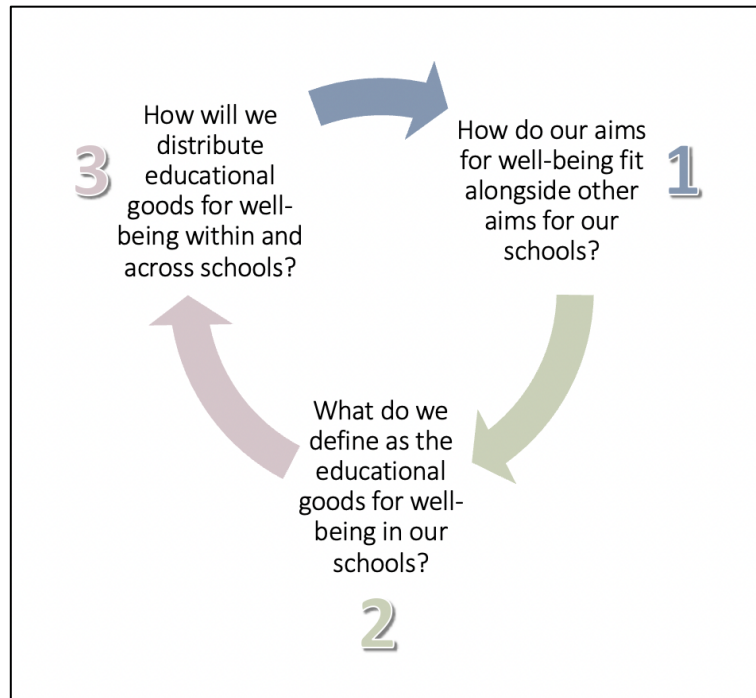 1
How do our aims
for well-being fit
alongside other
aims for our
schools?
2
What do we
define as the
educational
goods for well-
being in our
schools?
3
How will we
distribute
educational
goods for well-
being within and
across schools?